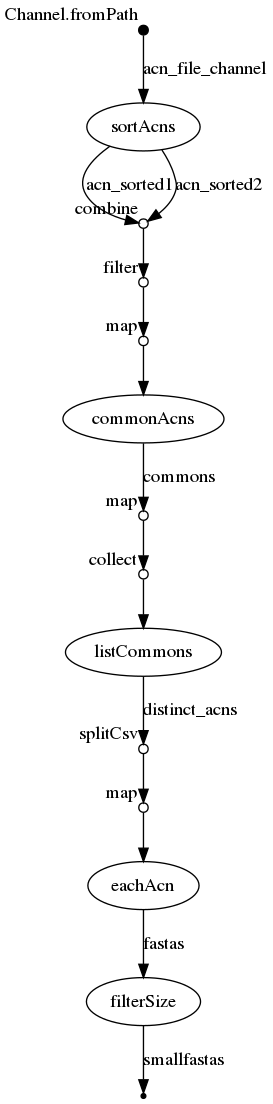 Channel.fromPath
acn_file_channel
sortAcns
acn_sorted1 acn_sorted2
combine
filter
map
commonAcns
commons
map
collect
listCommons
distinct_acns
splitCsv
map
eachAcn
fastas
filterSize
smallfastas